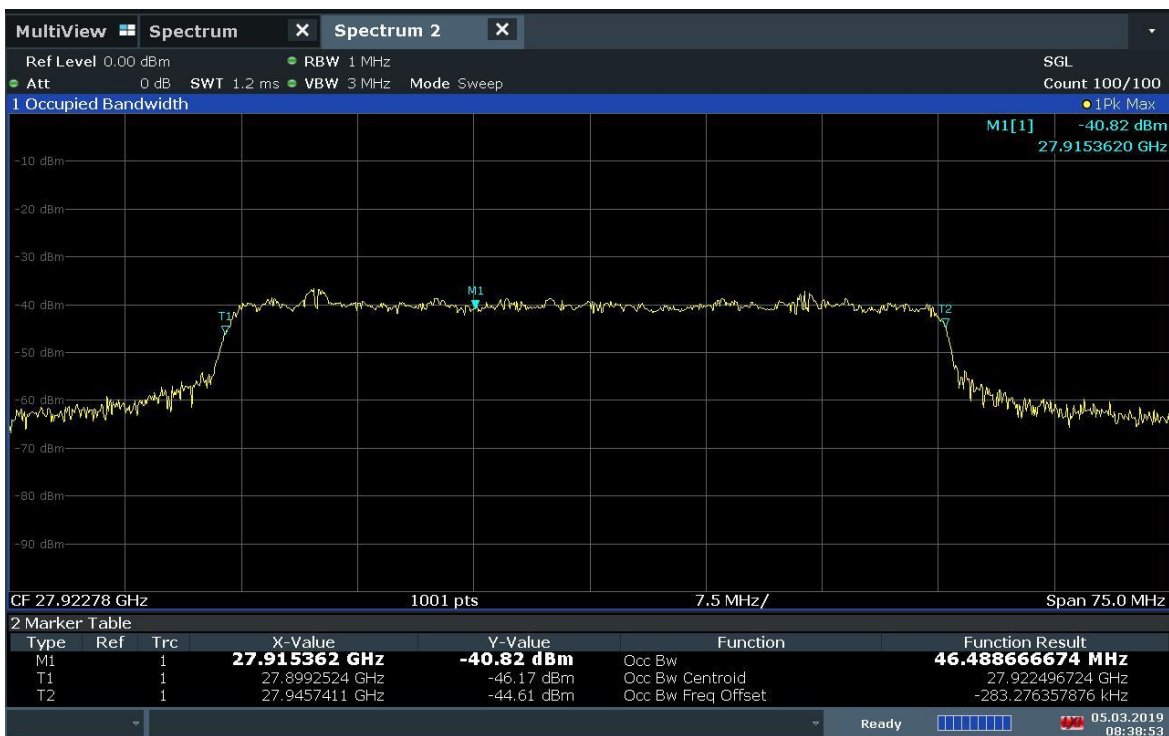 MultiView Spectrum X Spectrum 2 X
Ref Level 0.00 dBm RBW 1 MHz SGL
Att 0 dB SWT 1.2 ms VBW 3 MHz Mode Sweep Count 100/100
1 Occupied Bandwidth 1Pk Max
M1[1] -40.82 dBm
27.9153620 GHz
-10 dBm
-20 dBm
-30 dBm
M1
-40 dBm
T1 T2
-50 dBm
-60 dBm
-70 dBm
-80 dBm
-90 dBm
CF 27.92278 GHz 1001 pts 7.5 MHz/ Span 75.0 MHz
2 Marker Table
Type Ref Trc X-Value Y-Value Function Function Result
M1 1 27.915362 GHz -40.82 dBm Occ Bw 46.488666674 MHz
T1 1 27.8992524 GHz -46.17 dBm Occ Bw Centroid 27.922496724 GHz
T2 1 27.9457411 GHz -44.61 dBm Occ Bw Freq Offset -283.276357876 kHz
Ready 05.03.2019
08:38:53